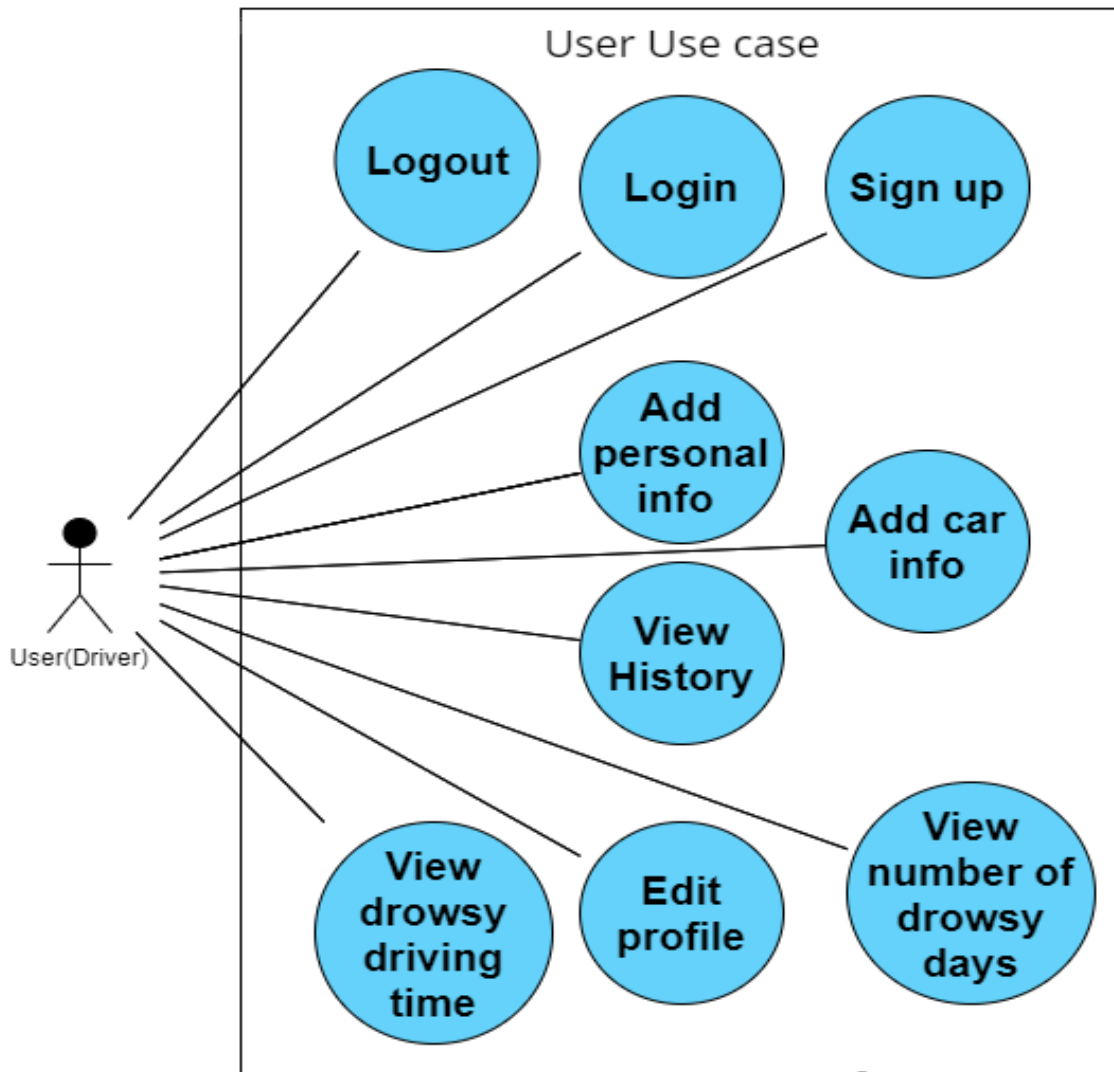 User Use case
Logout
Login
Sign up
Add
personal
info
Add car
info
View
History
User(Driver)
View
drowsy
driving
time
Edit
profile
View
number of
drowsy
days